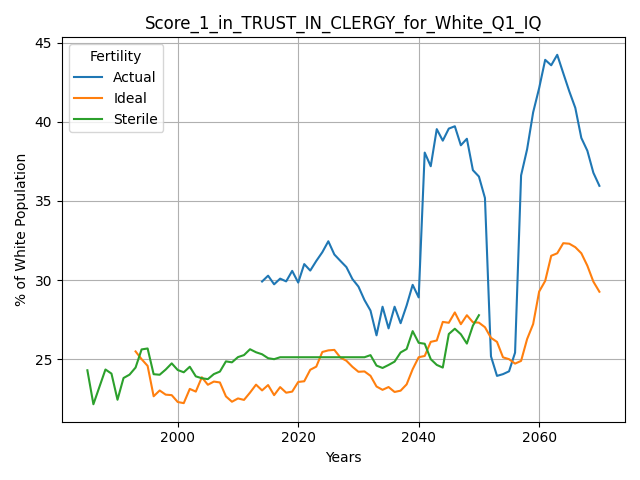 Score_1_in_TRUST_IN_CLERGY_for_White_Q1_IQ
Fertility
Actual
Ideal
Sterile
% of White Population
45
40
35
30
25
2000
2020
2040
2060
Years